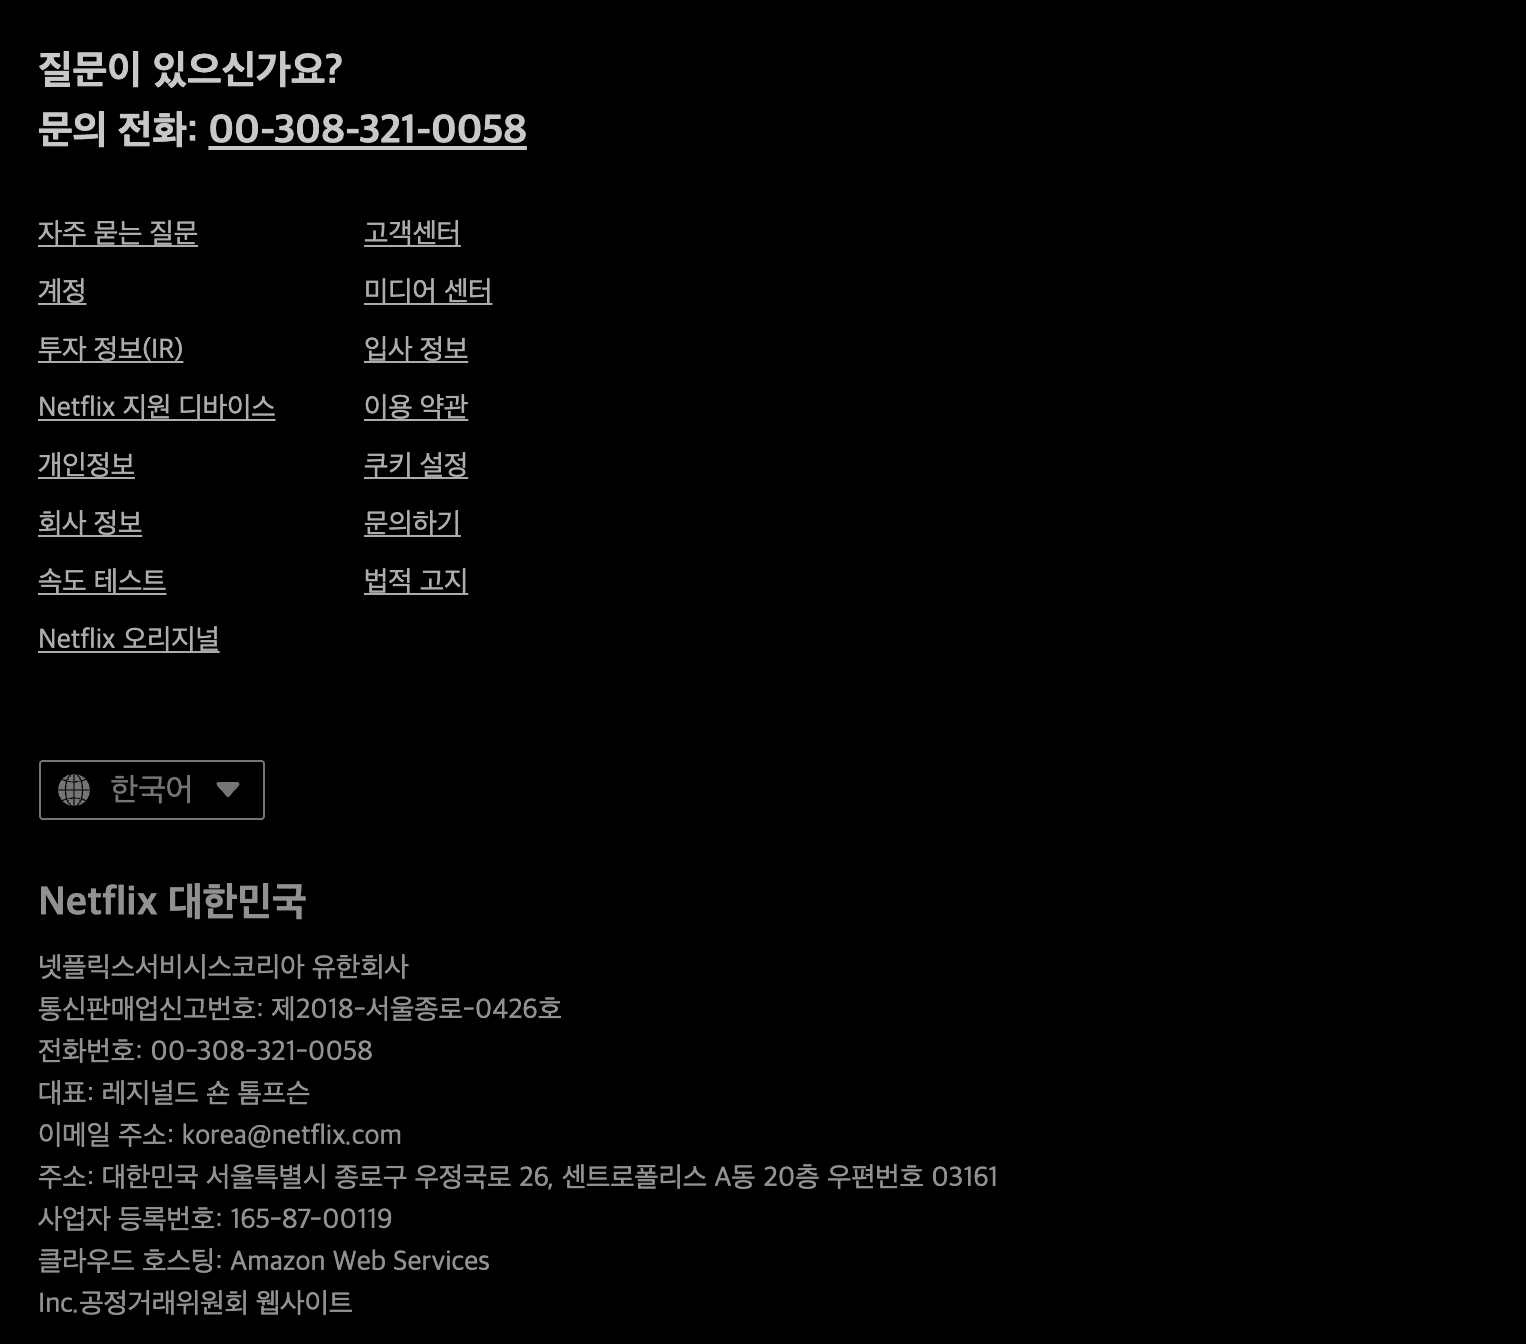 질문이 있으신가요?
문의 전화: 00-308-321-0058
자주 묻는 질문
고객센터
계정
미디어 센터
투자 정보(IR)
입사 정보
Netflix 지원 디바이스
이용 약관
개인정보
쿠키 설정
회사 정보
문의하기
속도 테스트
법적 고지
Netflix 오리지널
한국어
Netflix 대한민국
넷플릭스서비시스코리아 유한회사
통신판매업신고번호: 제2018-서울종로-0426호
전화번호: 00-308-321-0058
대표: 레지널드 숀 톰프슨
이메일 주소: korea@netflix.com
주소: 대한민국 서울특별시 종로구 우정국로 26, 센트로폴리스 A동 20층 우편번호 03161
사업자 등록번호: 165-87-00119
클라우드 호스팅: Amazon Web Services
Inc.공정거래위원회 웹사이트